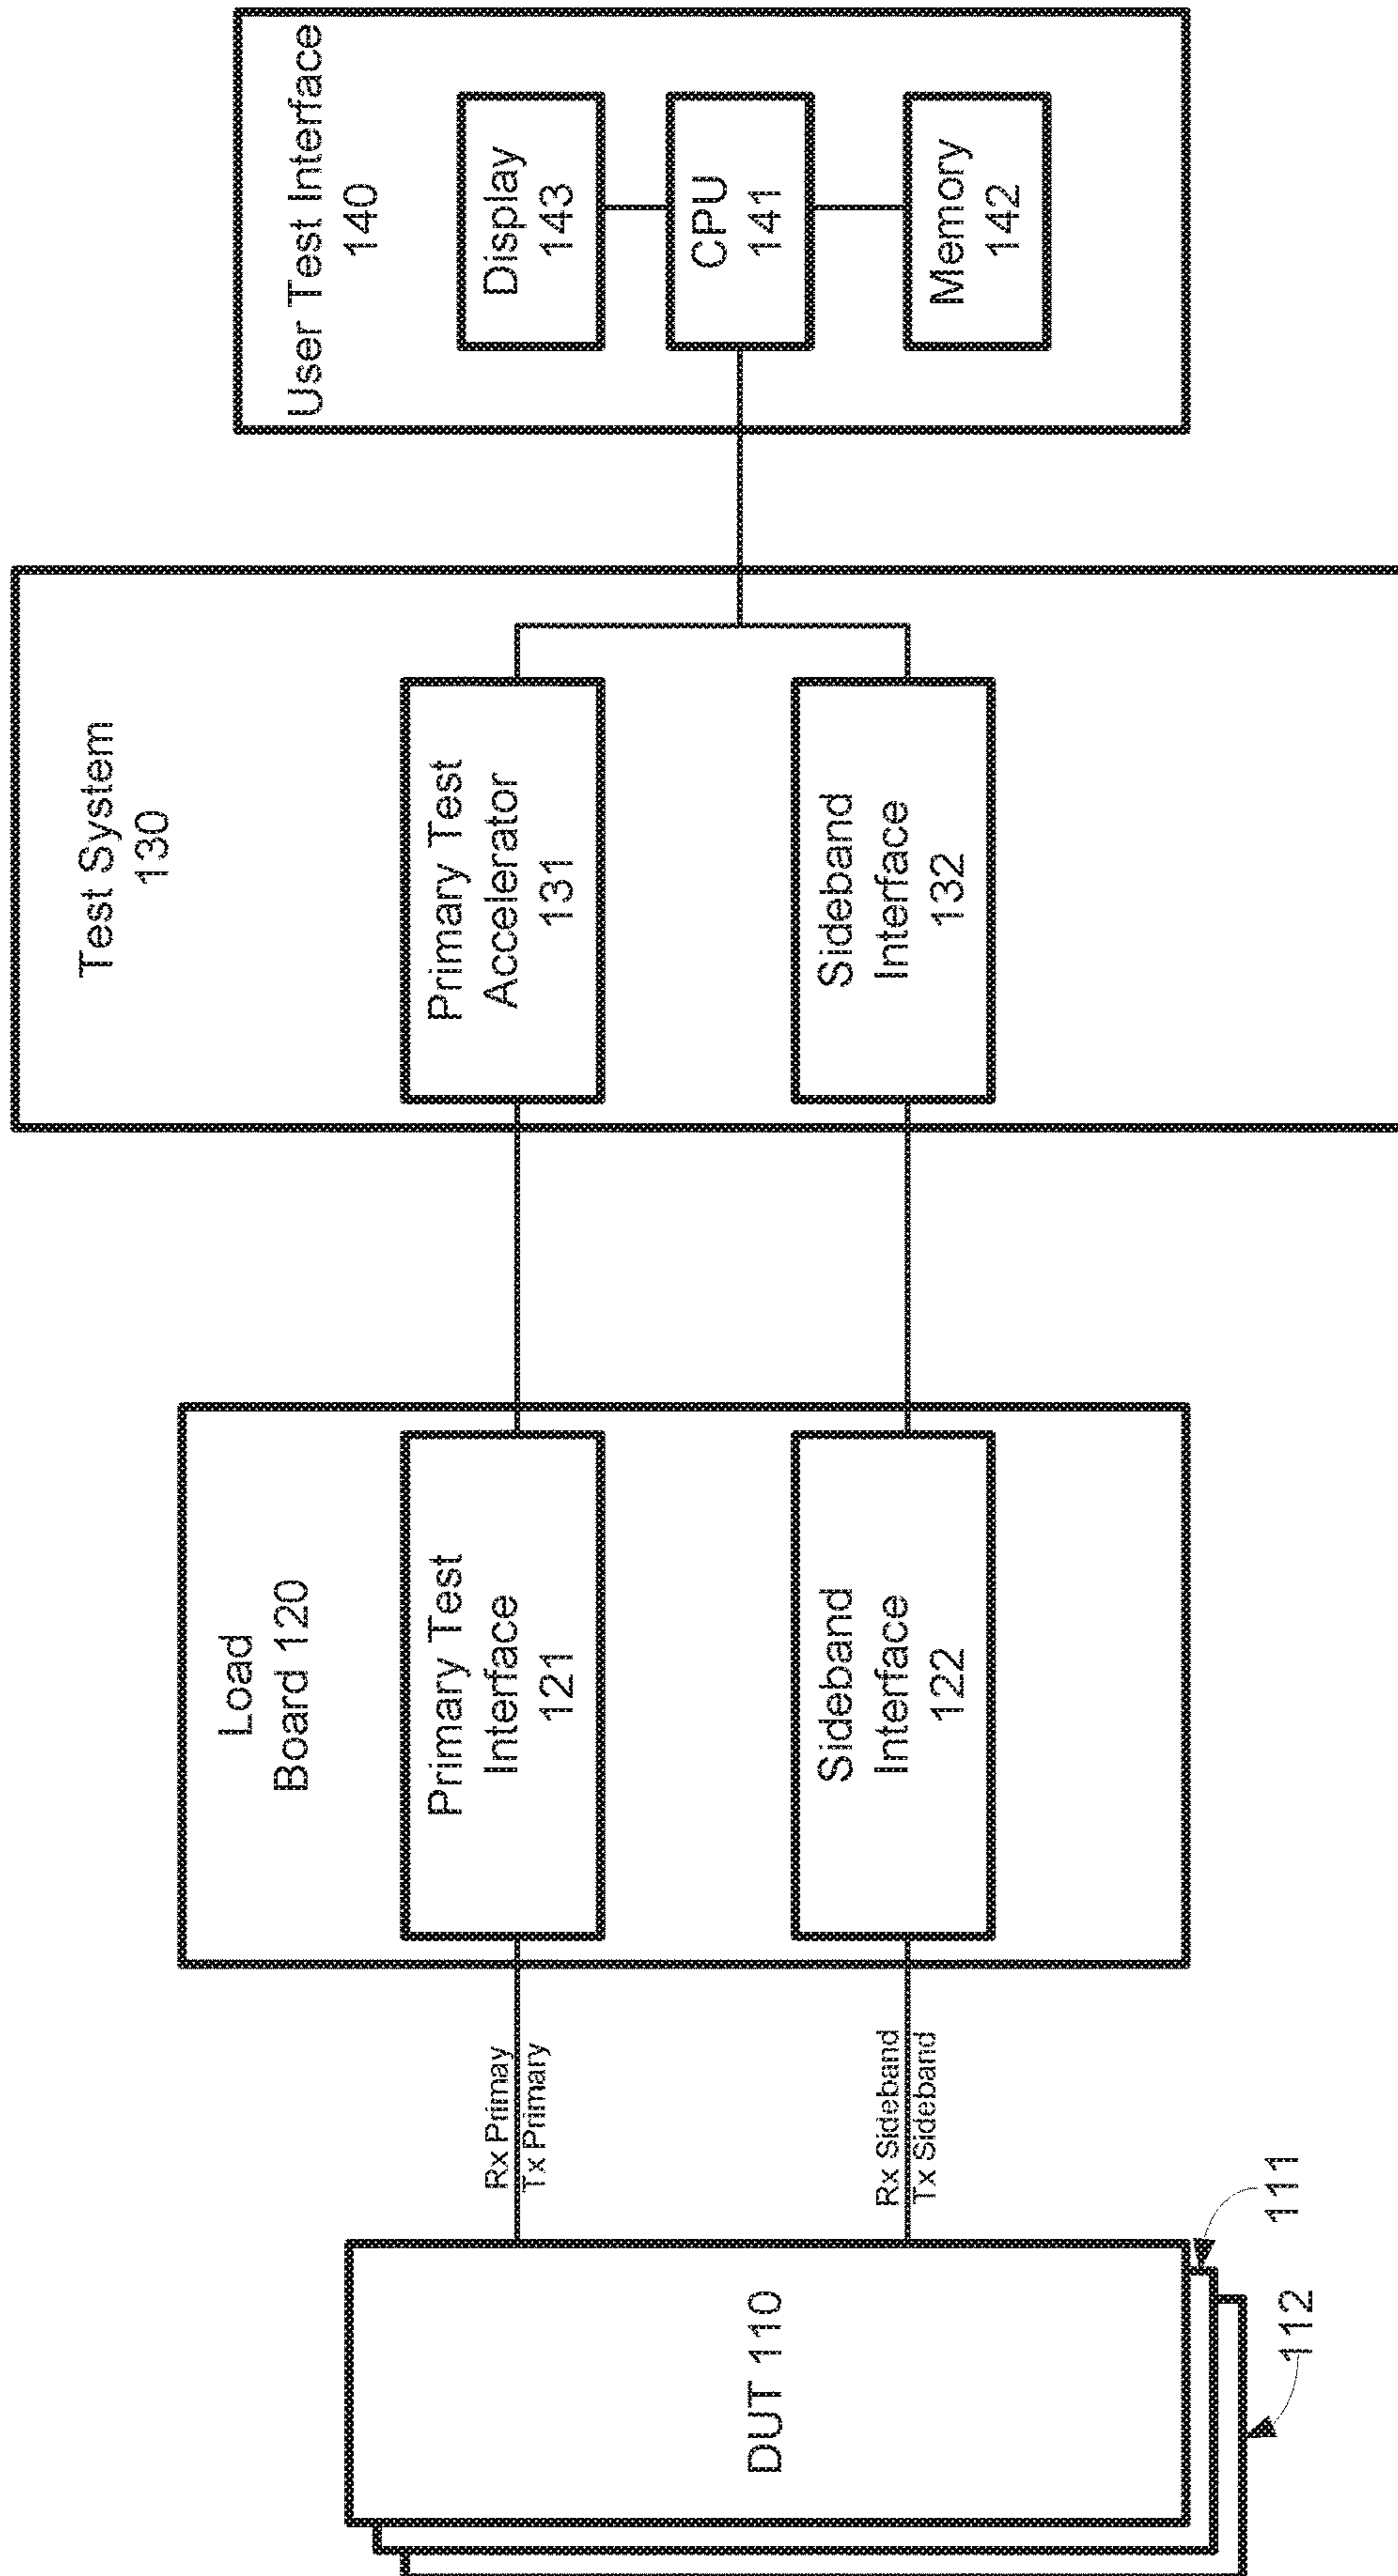 DUT 110
111
112
Rx Primay
Tx Primary
Rx Sideband
Tx Sideband
Load
Board 120
Primary Test
Interface
121
Sideband
Interface
122
Test System
130
Primary Test
Accelerator
131
Sideband
Interface
132
User Test Interface
140
Display
143
CPU
141
Memory
142